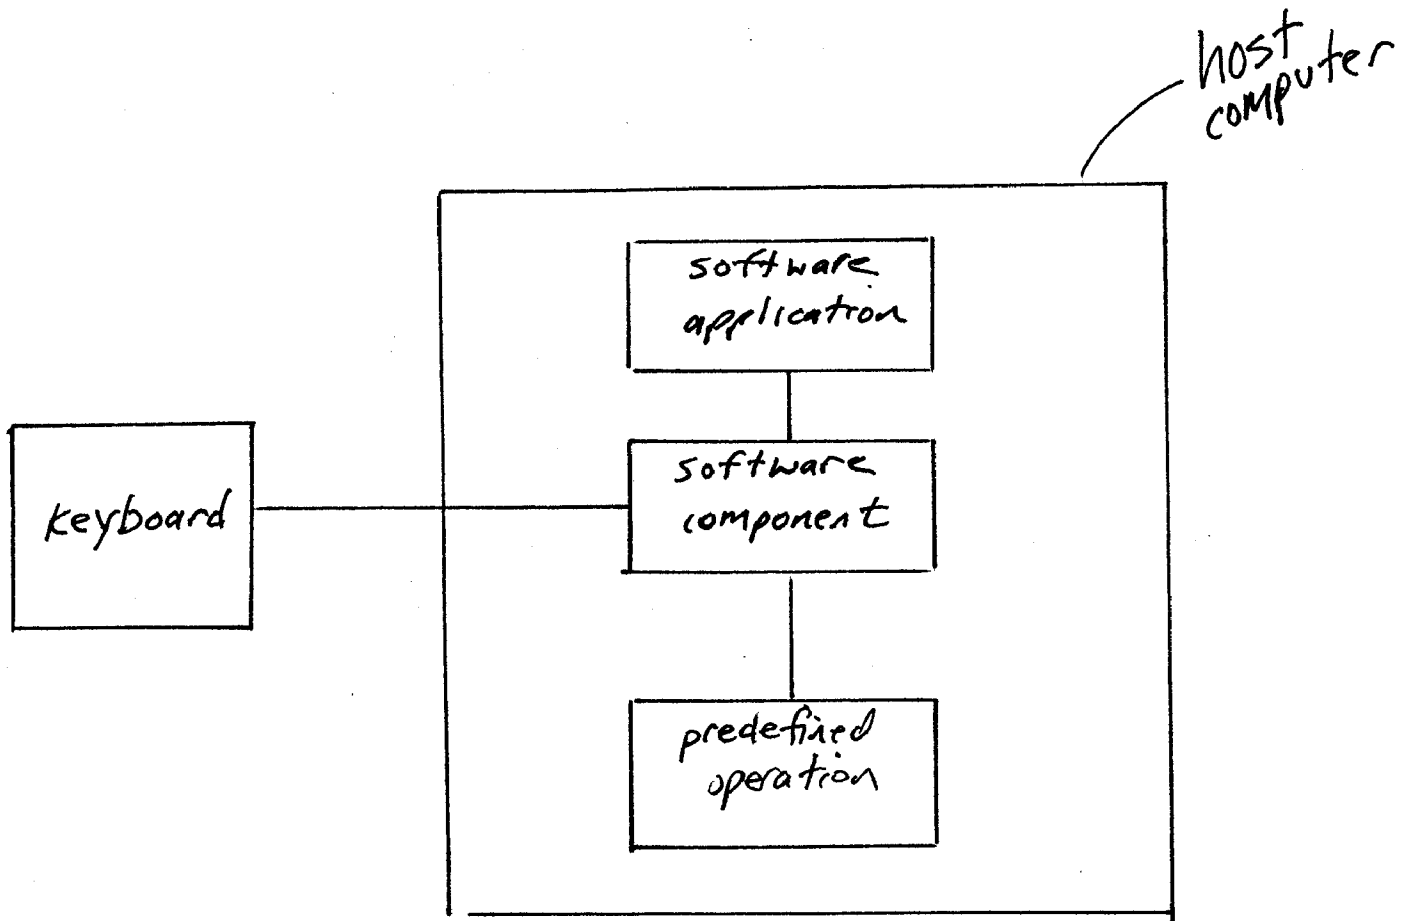 host
computer
software
application
keyboard
software
component
predefined
operation